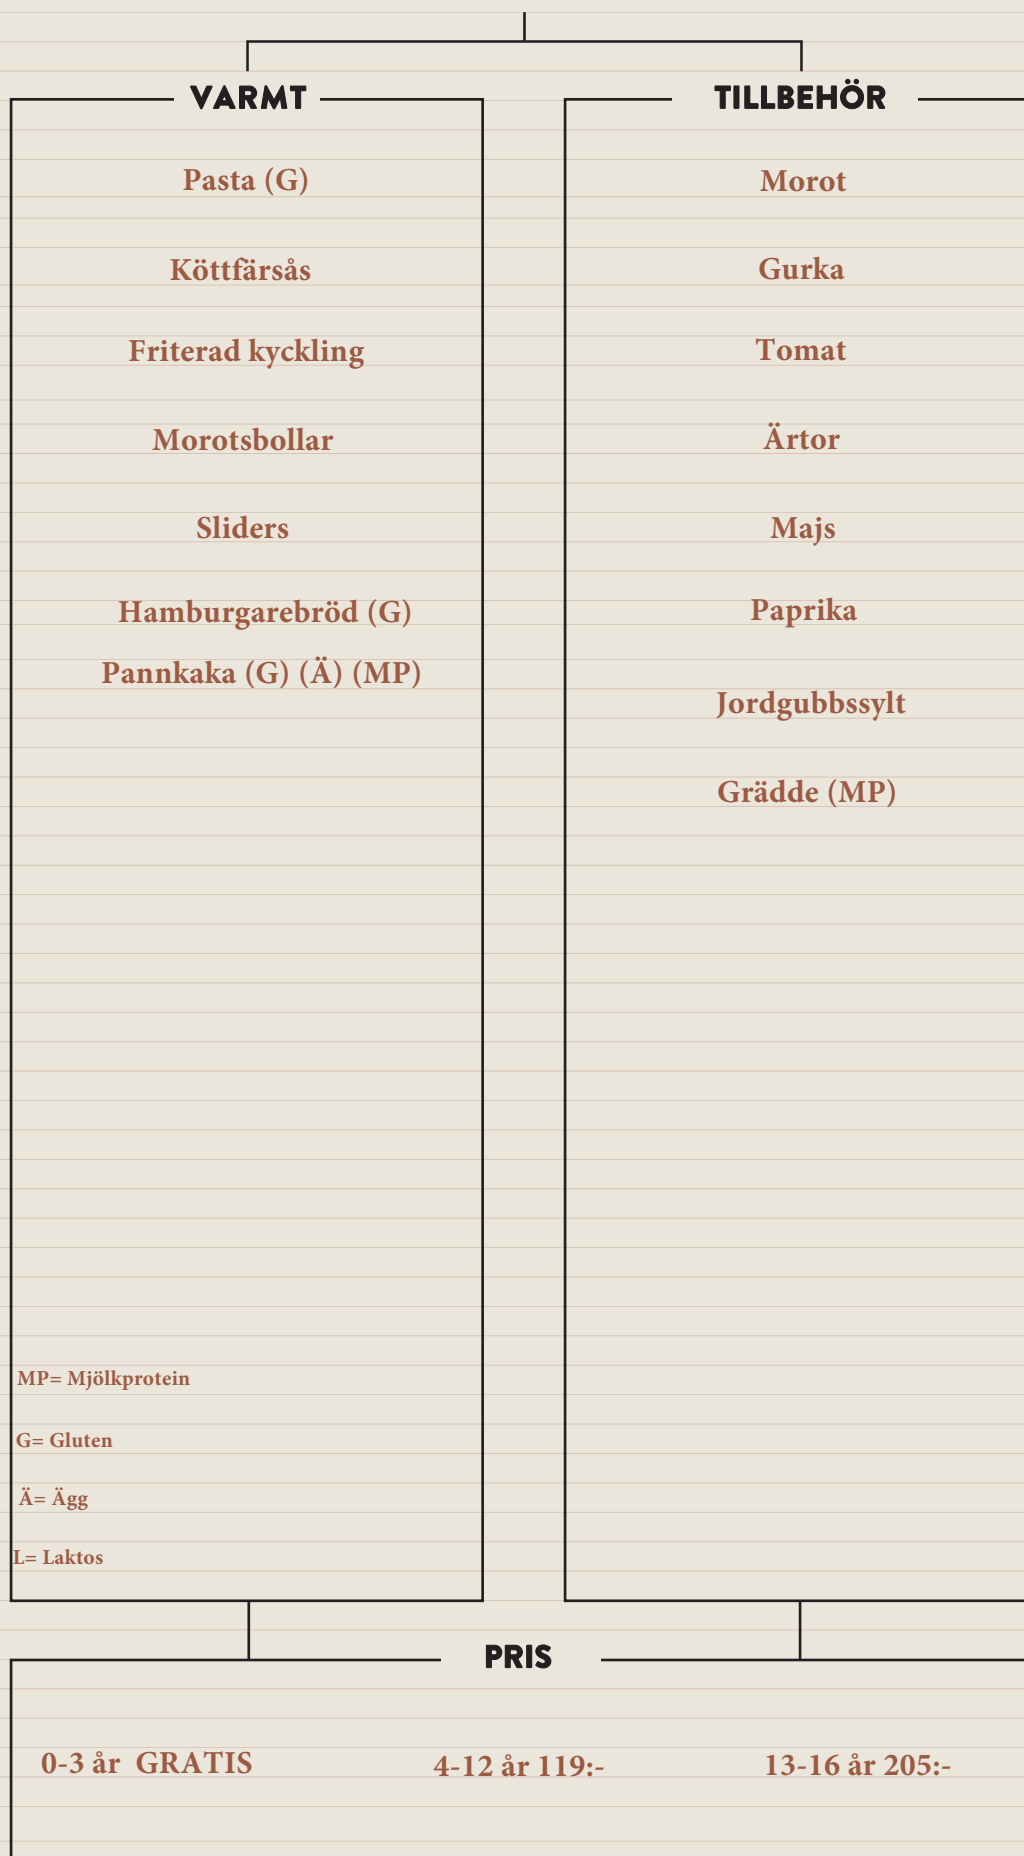 VARMT
Pasta (G)
Köttfärsås
Friterad kyckling
Morotsbollar
Sliders
Hamburgarebröd (G)
Pannkaka (G) (Ä) (MP)
MP= Mjölkprotein
G= Gluten
Ä= Ägg
L= Laktos
TILLBEHÖR
Morot
Gurka
Tomat
Ärtor
Majs
Paprika
Jordgubbssylt
Grädde (MP)
PRIS
0-3 år  GRATIS
4-12 år 119:-
13-16 år 205:-